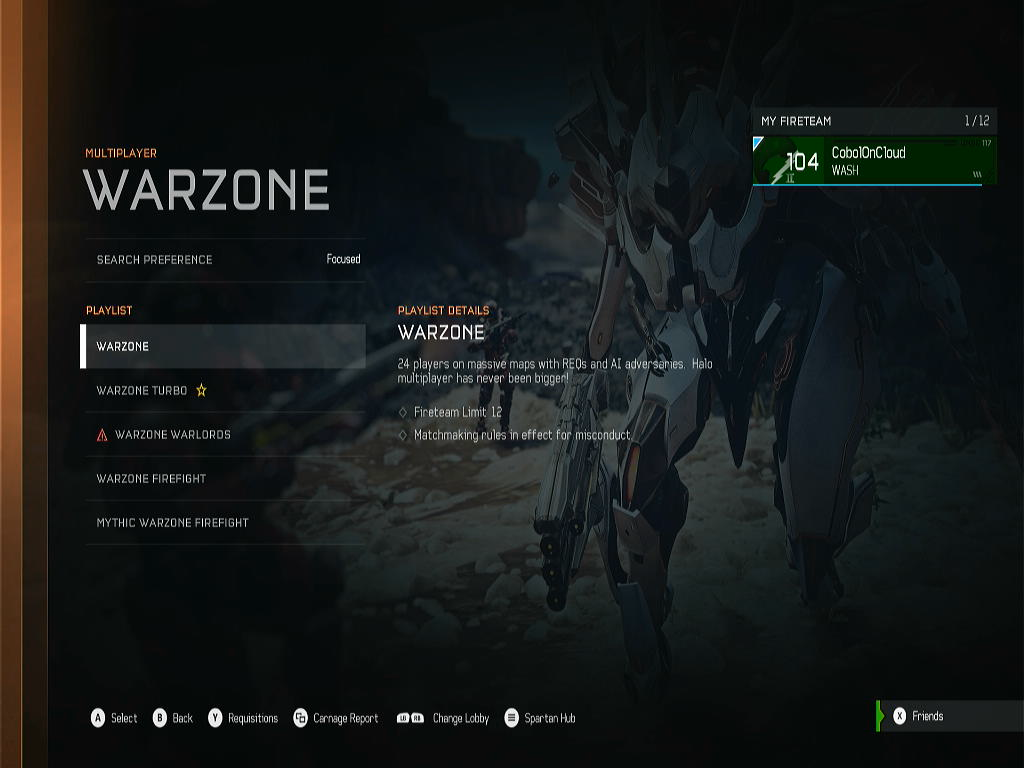 MULTIPLAYER
WARZONE
SEARCH PREFERENCE Focused
PLAYLIST
WARZONE
WARZONE TURBO
WARZONE WARLORDS
WARZONE FIREFIGHT
MYTHIC WARZONE FIREFIGHT
PLAYLIST DETAILS
WARZONE
24 players on massive maps with REQs and AI adversaries. Halo
multiplayer has never been bigger!
Fireteam Limit 12
Matchmaking rules in effect for misconduct
MY FIRETEAM 1/12
117
104 CobolOnCloud
WASH
A Select B Back Y Requisitions Carnage Report LB RB Change Lobby Spartan Hub
X Friends